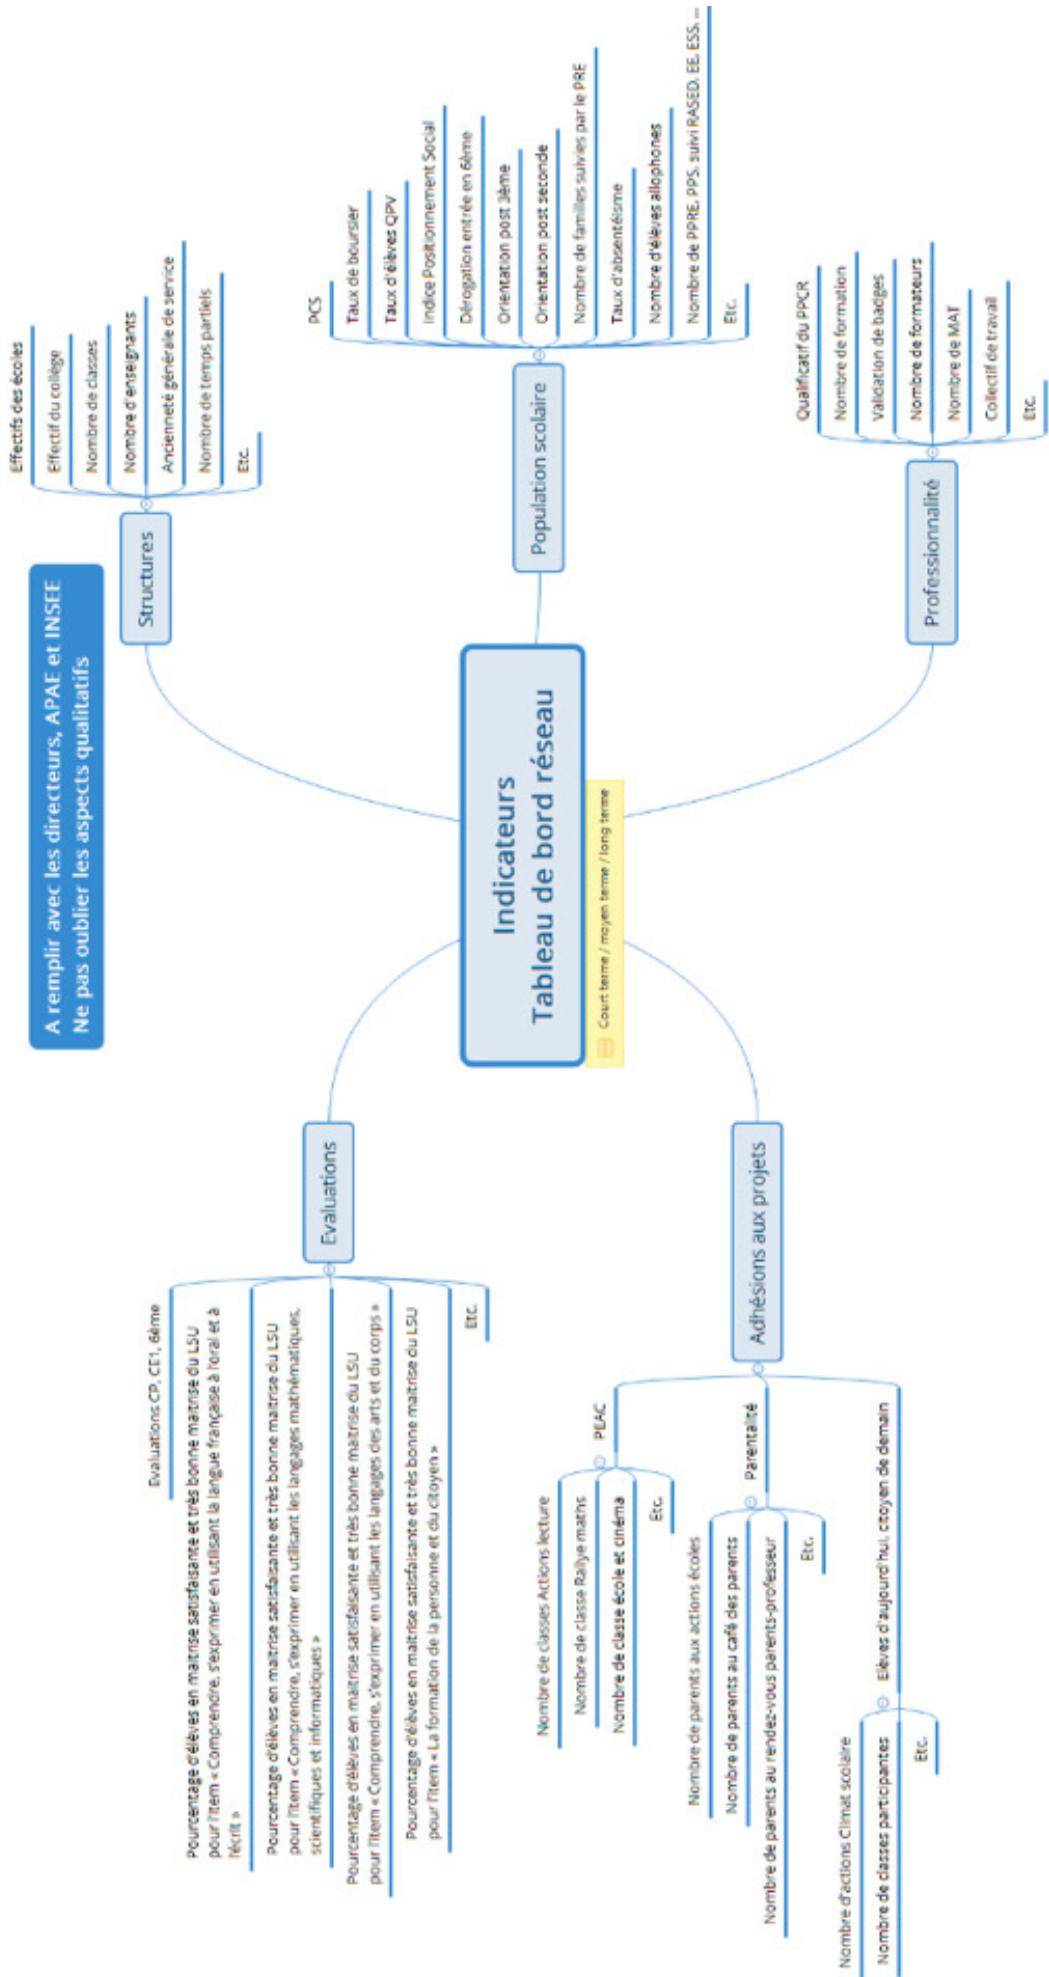 A remplir avec les directeurs, APAE et INSEE
Ne pas oublier les aspects qualitatifs
Indicateurs
Tableau de bord réseau
Court terme / moyen terme / long terme
Structures
Effectifs des écoles
Effectif du collège
Nombre de classes
Nombre d'enseignants
Ancienneté générale de service
Nombre de temps partiels
Etc.
Population scolaire
PCS
Taux de boursier
Taux d'élèves QPV
Indice Positionnement Social
Dérogation entrée en 6ème
Orientation post 3ème
Orientation post seconde
Nombre de familles suivies par le PRE
Taux d'absentéisme
Nombre d'élèves allophones
Nombre de PPRE, PPS, suivi RASED, EE, ESS, ...
Etc.
Professionnalité
Qualificatif du PPCR
Nombre de formation
Validation de badges
Nombre de formateurs
Nombre de MAT
Collectif de travail
Etc.
Evaluations
Evaluations CP, CE1, 6ème
Pourcentage d'élèves en maitrise satisfaisante et très bonne maitrise du LSU
pour l'item « Comprendre, s'exprimer en utilisant la langue française à l'oral et à
l'écrit »
Pourcentage d'élèves en maitrise satisfaisante et très bonne maitrise du LSU
pour l'item « Comprendre, s'exprimer en utilisant les langages mathématiques,
scientifiques et informatiques »
Pourcentage d'élèves en maitrise satisfaisante et très bonne maitrise du LSU
pour l'item « Comprendre, s'exprimer en utilisant les langages des arts et du corps »
Pourcentage d'élèves en maitrise satisfaisante et très bonne maitrise du LSU
pour l'item « La formation de la personne et du citoyen »
Etc.
Adhésions aux projets
PEAC
Nombre de classes Actions lecture
Nombre de classe Rallye maths
Nombre de classe école et cinéma
Etc.
Parentalité
Nombre de parents aux actions écoles
Nombre de parents au café des parents
Nombre de parents au rendez-vous parents-professeur
Etc.
Elèves d'aujourd'hui, citoyen de demain
Nombre d'actions Climat scolaire
Nombre de classes participantes
Etc.